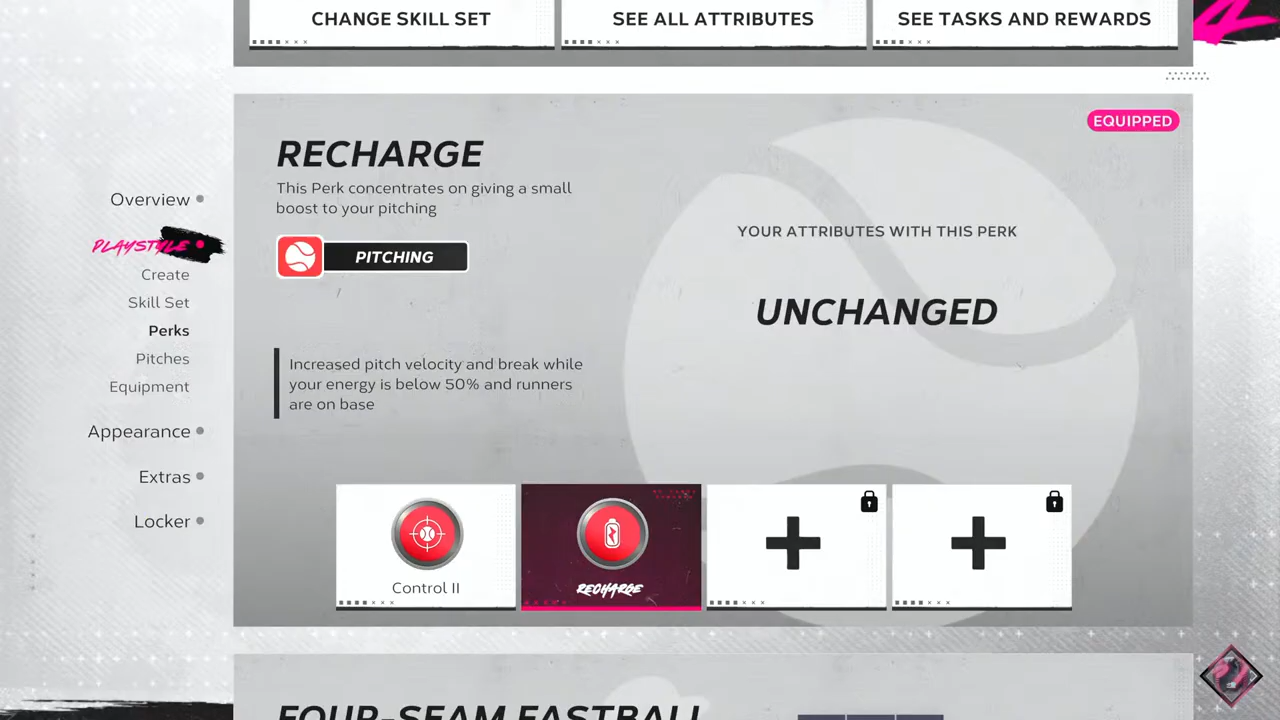 CHANGE SKILL SET
SEE ALL ATTRIBUTES
SEE TASKS AND REWARDS
EQUIPPED
RECHARGE
This Perk concentrates on giving a small
boost to your pitching
PITCHING
YOUR ATTRIBUTES WITH THIS PERK
UNCHANGED
Increased pitch velocity and break while
your energy is below 50% and runners
are on base
Overview
PLAYSTYLE
Create
Skill Set
Perks
Pitches
Equipment
Appearance
Extras
Locker
Control II
RECHARGE
FOUR-SEAM FASTBALL